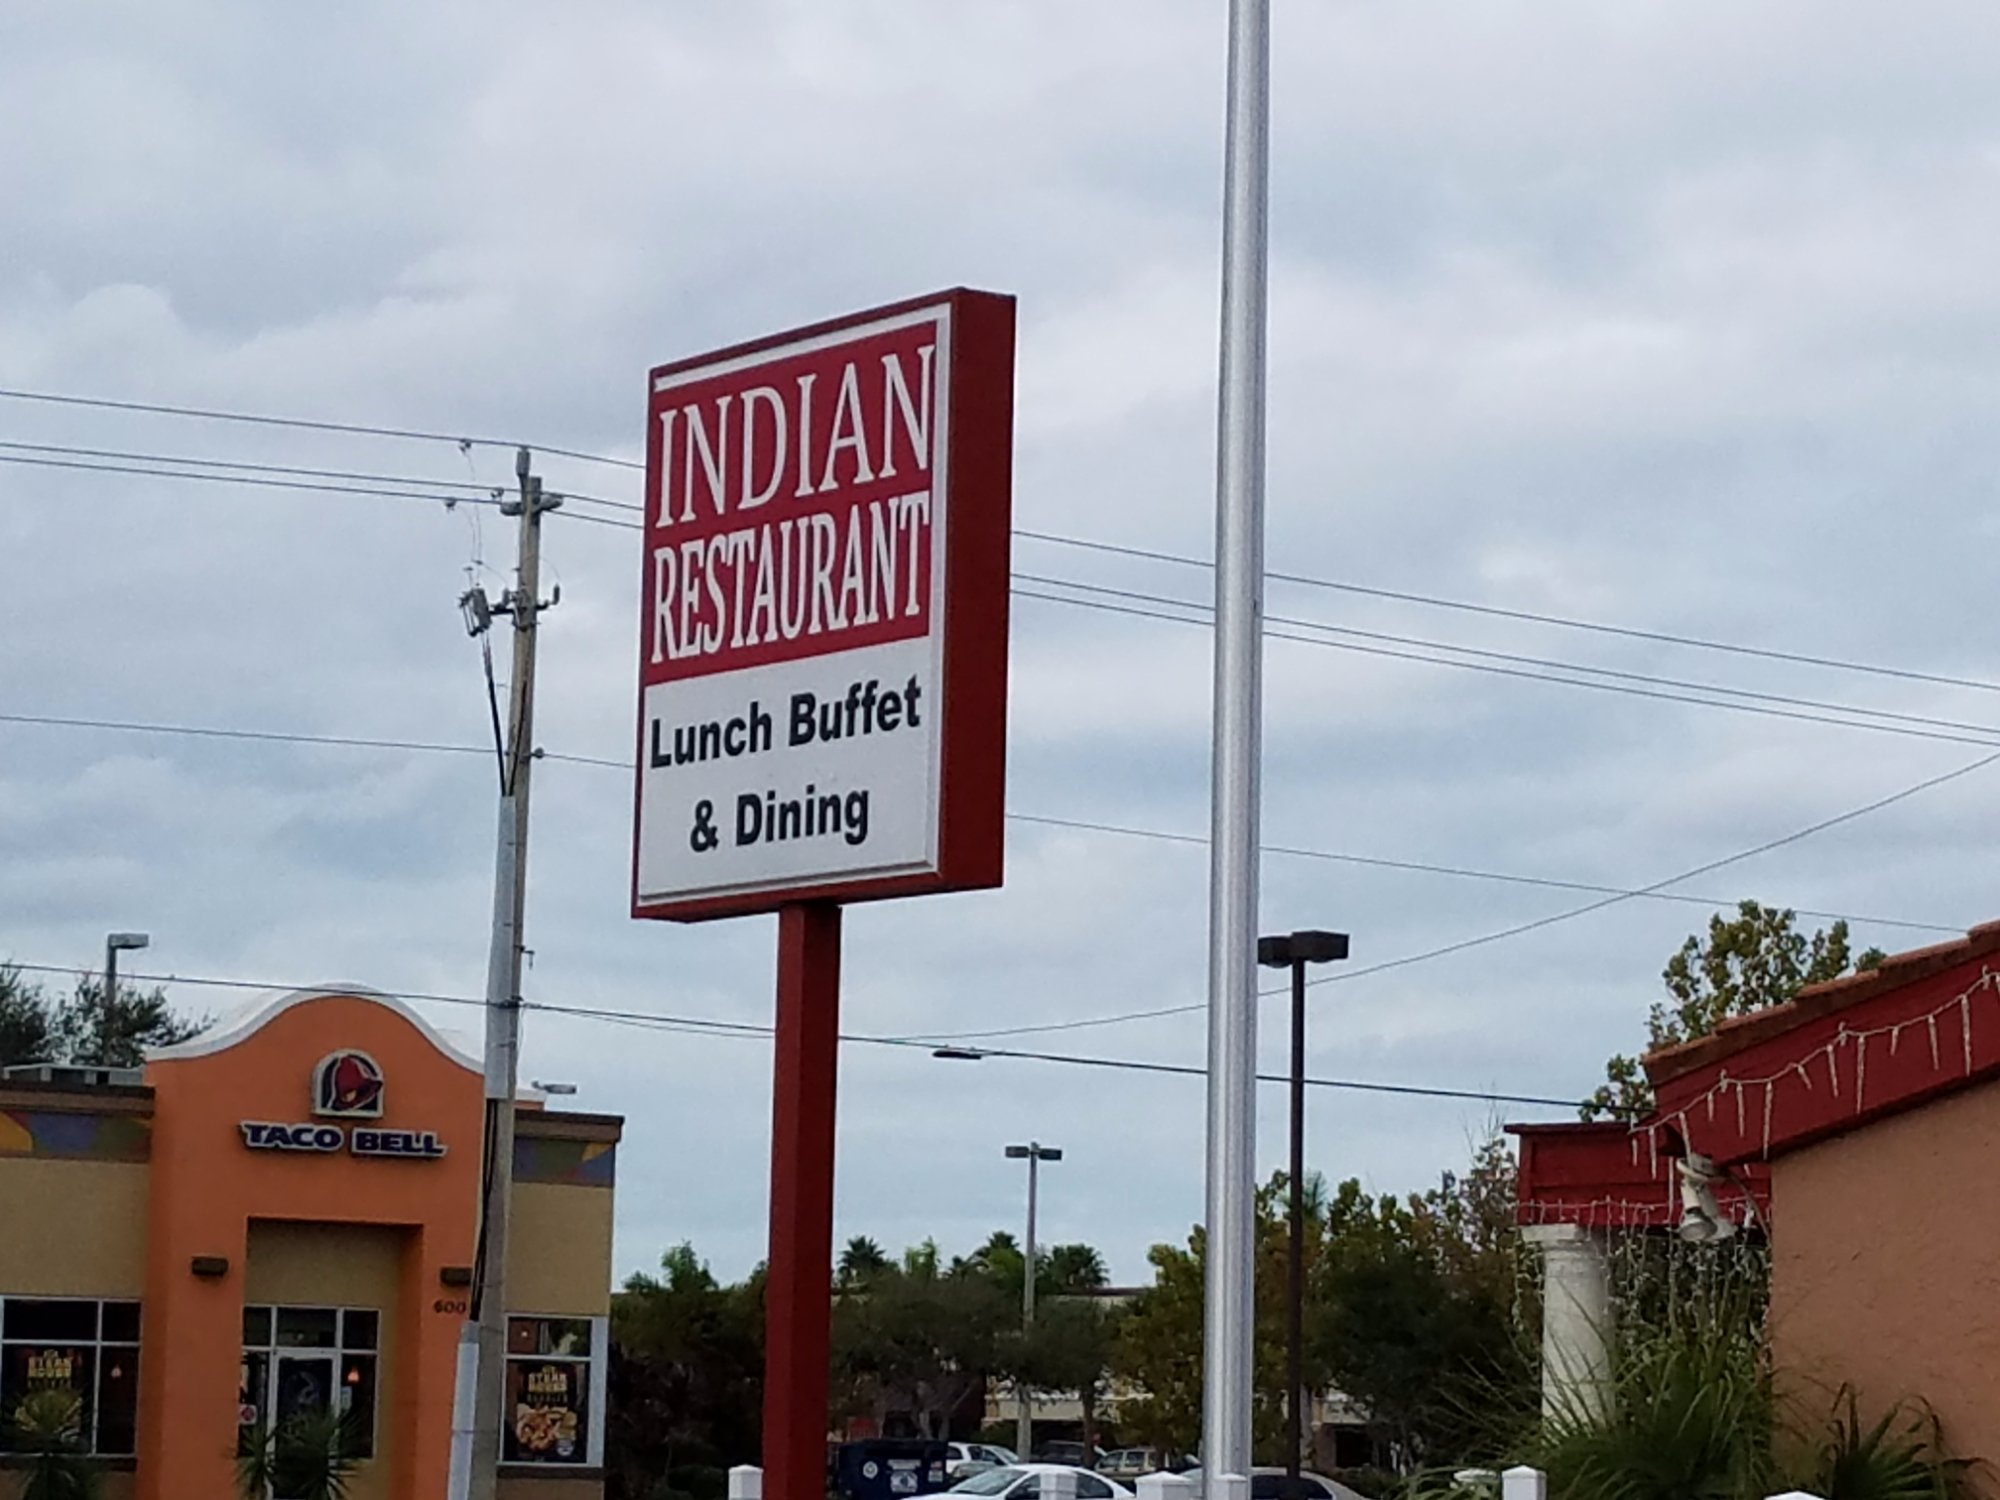 INDIAN
RESTAURANT
Lunch Buffet
& Dining
TACO BELL
600